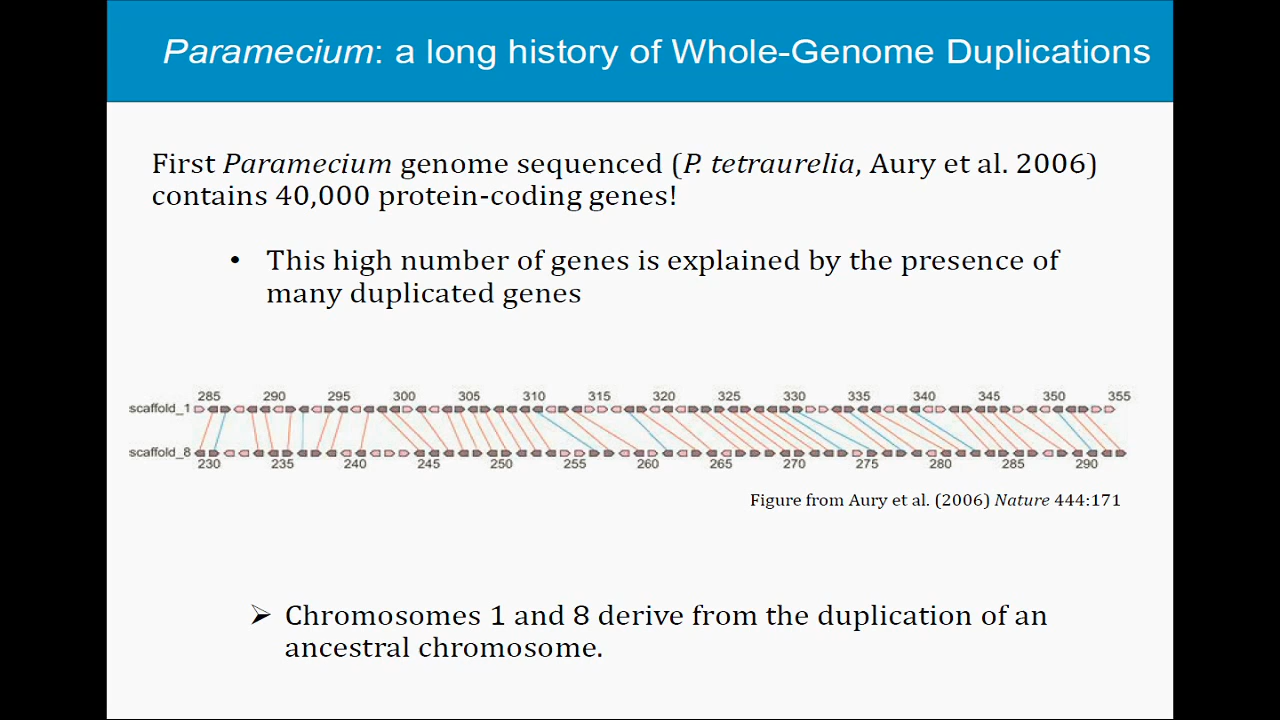 Paramecium: a long history of Whole-Genome Duplications
First Paramecium genome sequenced (P. tetraurelia, Aury et al. 2006)
contains 40,000 protein-coding genes!
• This high number of genes is explained by the presence of
many duplicated genes
285 290 295 300 305 310 315 320 325 330 335 340 345 350 355
scaffold_1
scaffold_8
230 235 240 245 250 255 260 265 270 275 280 285 290
Figure from Aury et al. (2006) Nature 444:171
➢ Chromosomes 1 and 8 derive from the duplication of an
ancestral chromosome.